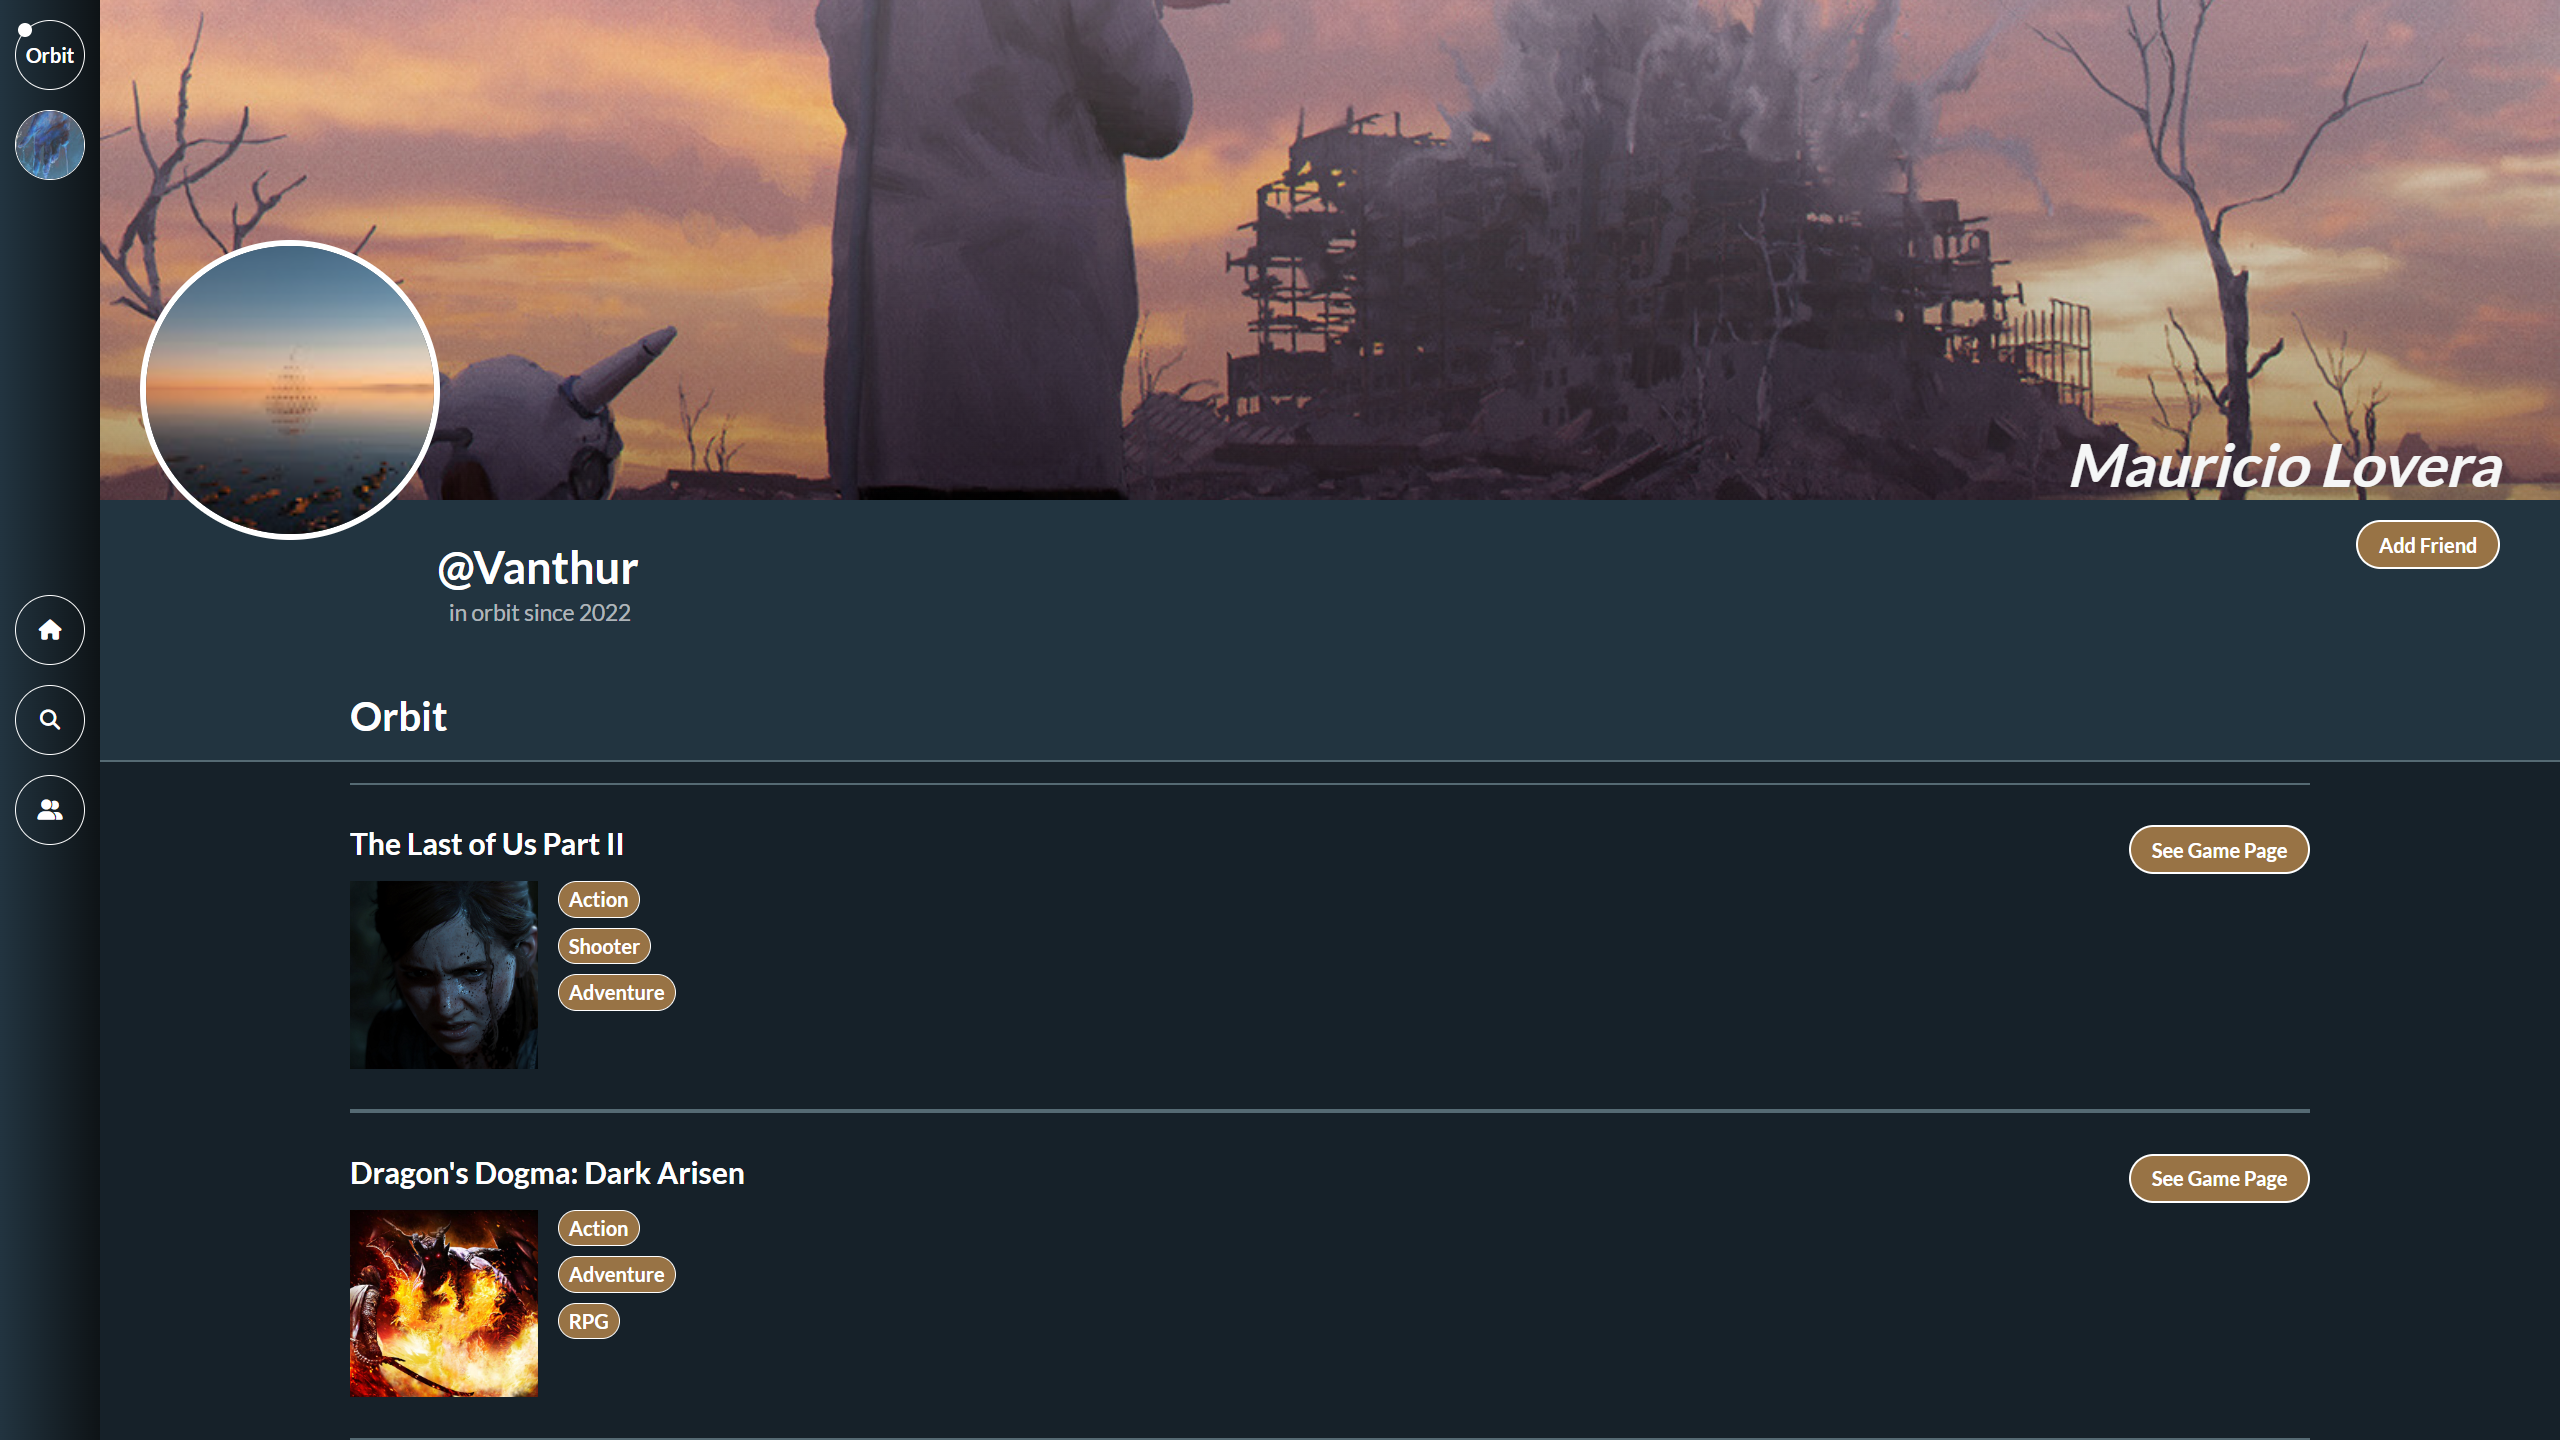 Orbit
Mauricio Lovera
Add Friend
@Vanthur
in orbit since 2022
Orbit
The Last of Us Part II
See Game Page
Action
Shooter
Adventure
Dragon's Dogma: Dark Arisen
See Game Page
Action
Adventure
RPG